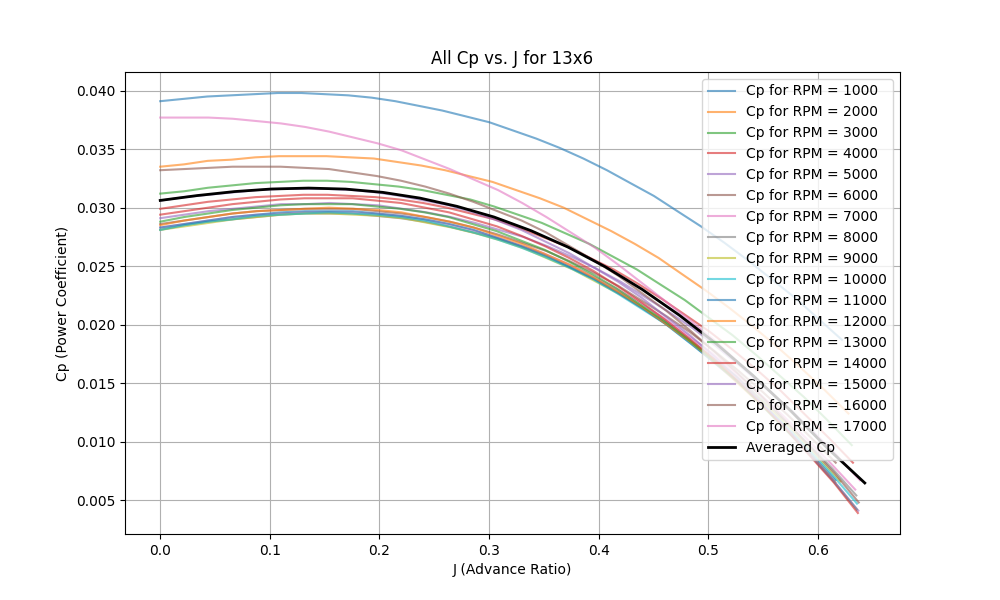 All Cp vs. J for 13x6
Cp (Power Coefficient)
0.040
0.035
0.030
0.025
0.020
0.015
0.010
0.005
Cp for RPM = 1000
Cp for RPM = 2000
Cp for RPM = 3000
Cp for RPM = 4000
Cp for RPM = 5000
Cp for RPM = 6000
Cp for RPM = 7000
Cp for RPM = 8000
Cp for RPM = 9000
Cp for RPM = 10000
Cp for RPM = 11000
Cp for RPM = 12000
Cp for RPM = 13000
Cp for RPM = 14000
Cp for RPM = 15000
Cp for RPM = 16000
Cp for RPM = 17000
Averaged Cp
0.0 0.1 0.2 0.3 0.4 0.5 0.6
J (Advance Ratio)